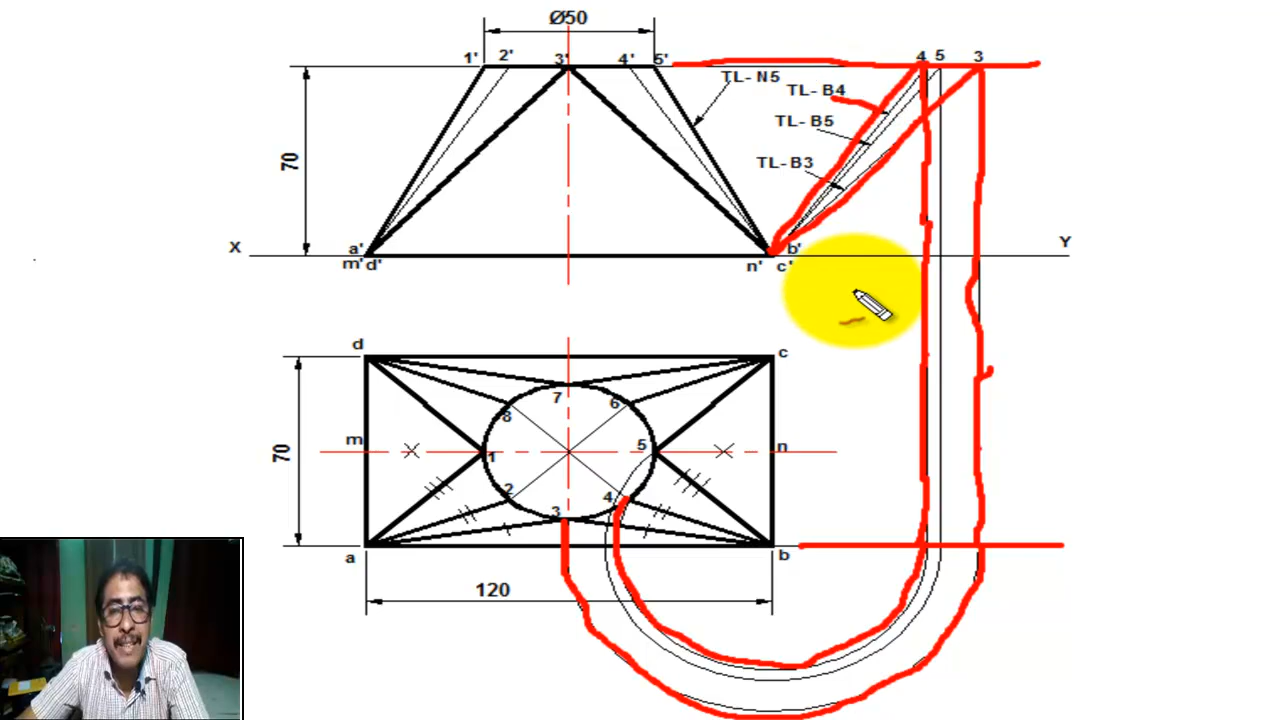 Ø50
1' 2' 3' 4' 5' 4 5 3
TL- N5
TL- B4
TL- B5
TL- B3
70
X Y
a' b'
m' d' n' c'
d c
7
8 6
m 1 5 n
70
2 4
3
a b
120